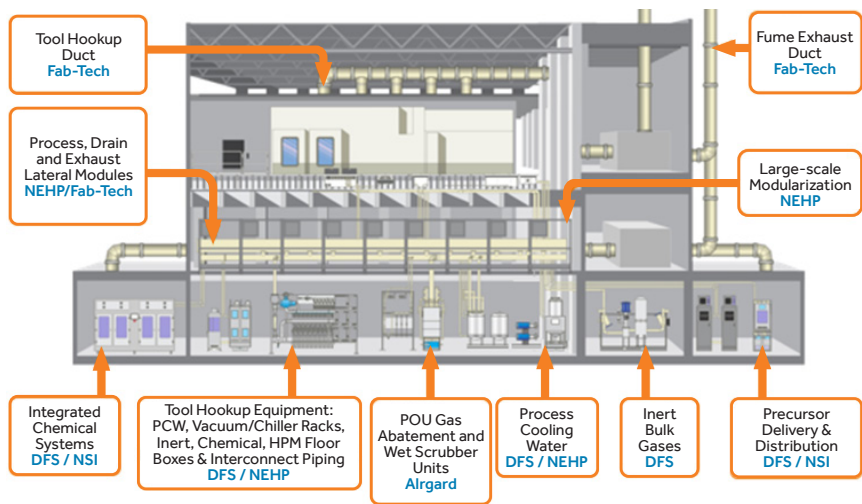 Tool Hookup
Duct
Fab-Tech
Fume Exhaust
Duct
Fab-Tech
Process, Drain
and Exhaust
Lateral Modules
NEHP/Fab-Tech
Large-scale
Modularization
NEHP
Integrated
Chemical
Systems
DFS / NSI
Tool Hookup Equipment:
PCW, Vacuum/Chiller Racks,
Inert, Chemical, HPM Floor
Boxes & Interconnect Piping
DFS / NEHP
POU Gas
Abatement and
Wet Scrubber
Units
Airgard
Process
Cooling
Water
DFS / NEHP
Inert
Bulk
Gases
DFS
Precursor
Delivery &
Distribution
DFS / NSI